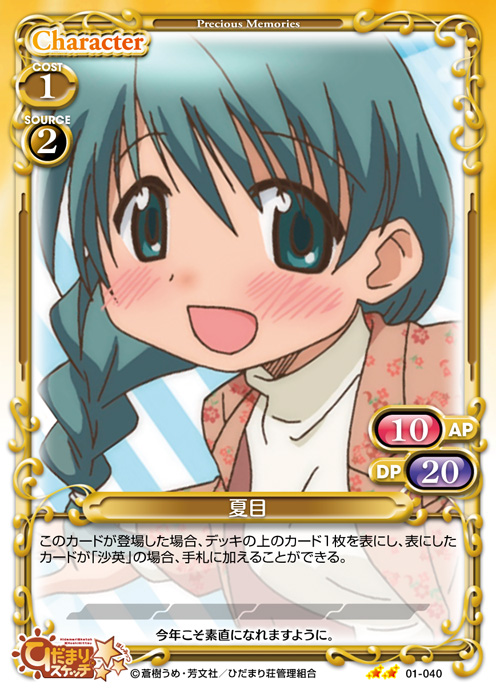 Precious Memories
Character
COST
1
SOURCE
2
10 AP
DP 20
夏目
このカードが登場した場合、デッキの上のカード1枚を表にし、表にした
カードが「沙英」の場合、手札に加えることができる。
今年こそ素直になれますように。
ひだまり
スケッチ
©蒼樹うめ・芳文社／ひだまり荘管理組合
01-040